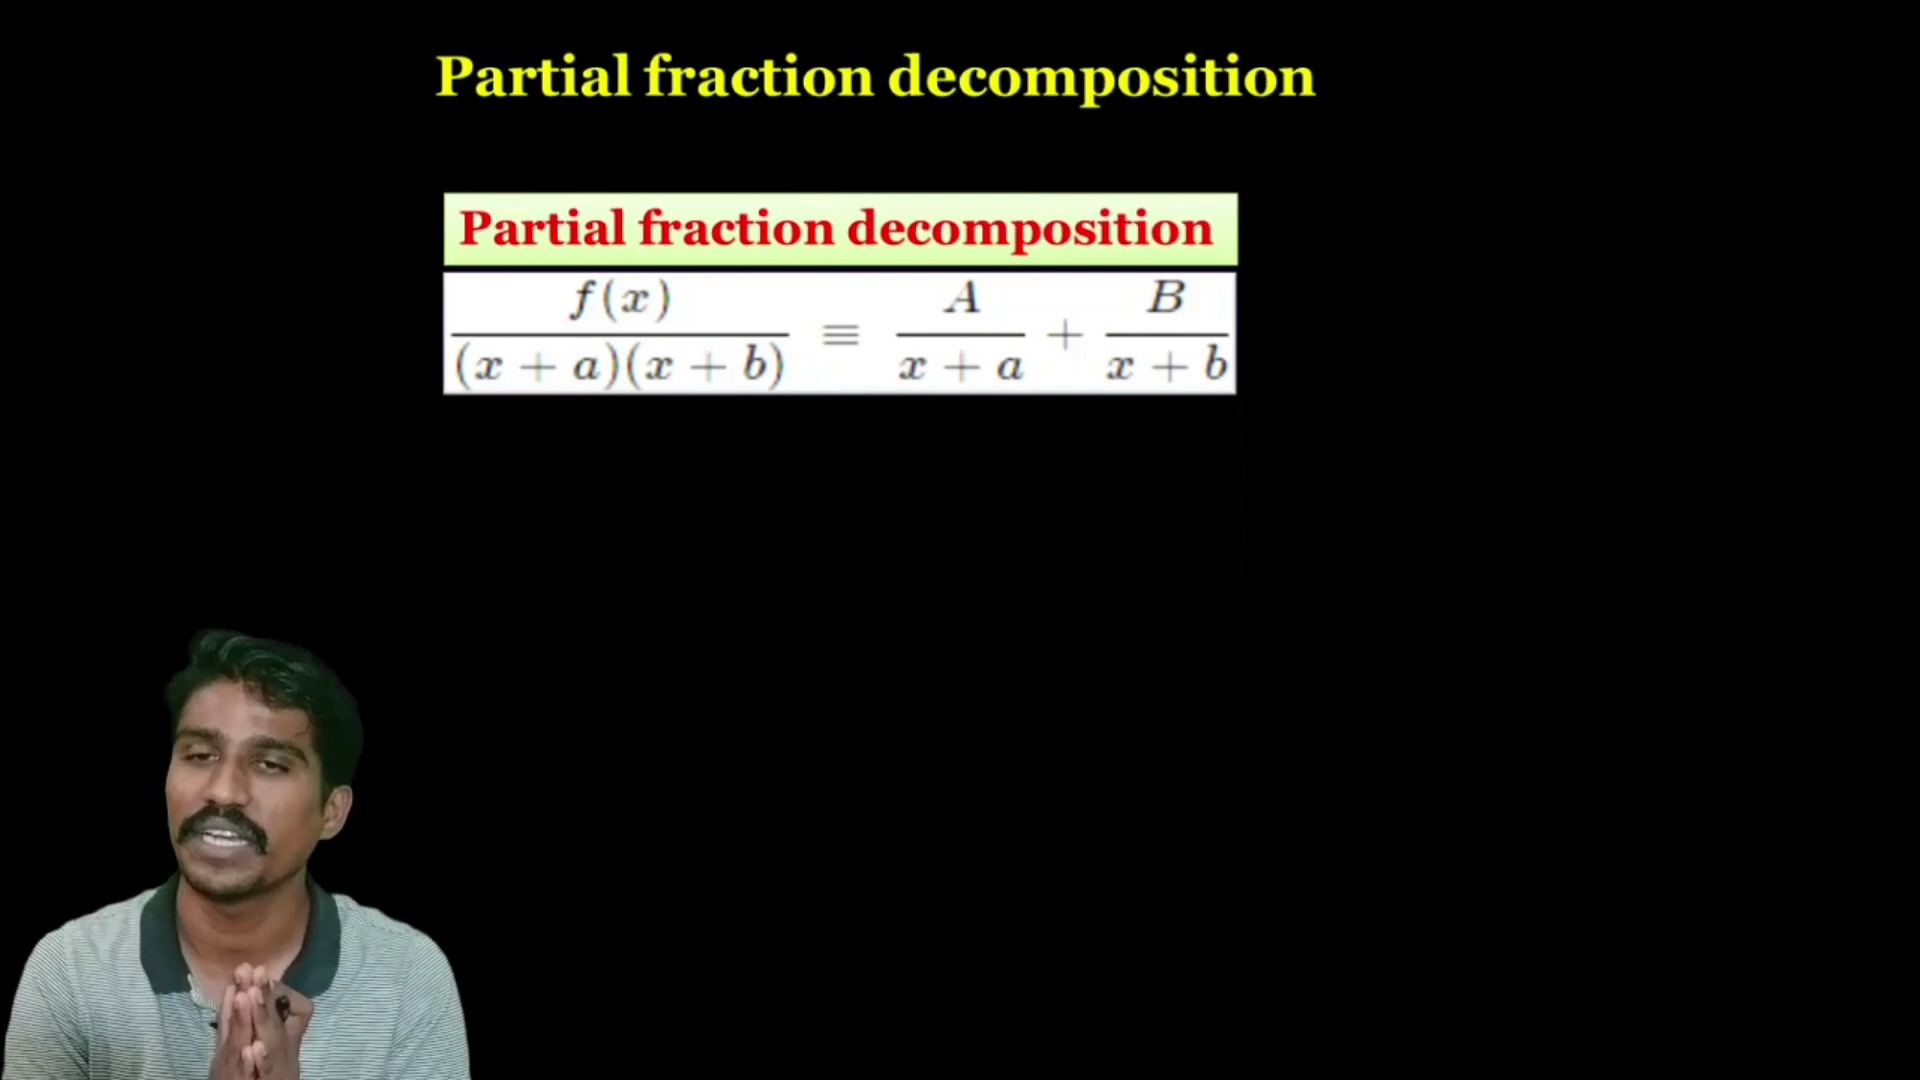 Partial fraction decomposition
Partial fraction decomposition
f(x)/((x + a)(x + b)) ≡ A/(x + a) + B/(x + b)